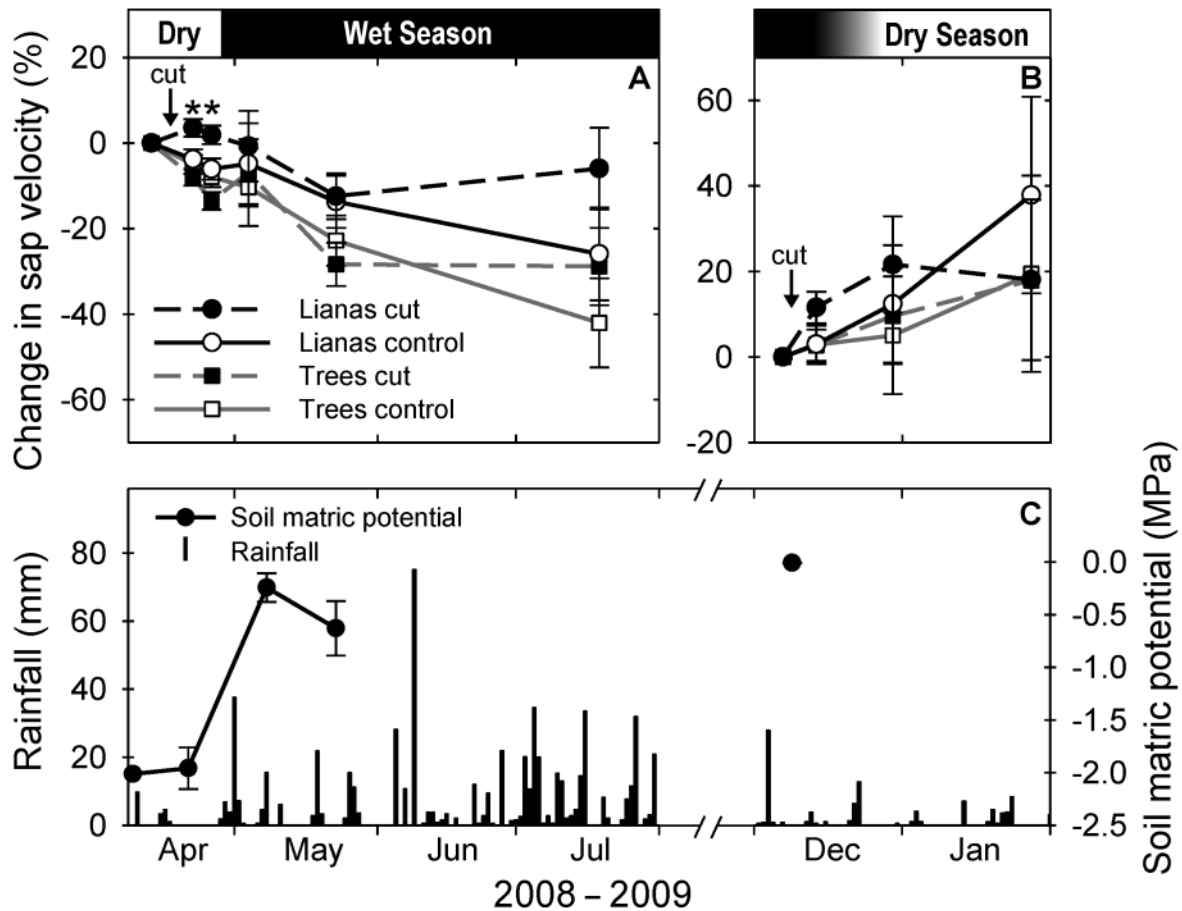 Dry Wet Season
Dry Season
Change in sap velocity (%)
20
0
-20
-40
-60
cut
**
A
Lianas cut
Lianas control
Trees cut
Trees control
60
40
20
0
-20
cut
B
Rainfall (mm)
80
60
40
20
0
Soil matric potential
Rainfall
C
0.0
-0.5
-1.0
-1.5
-2.0
-2.5
Soil matric potential (MPa)
Apr May Jun Jul Dec Jan
2008 – 2009